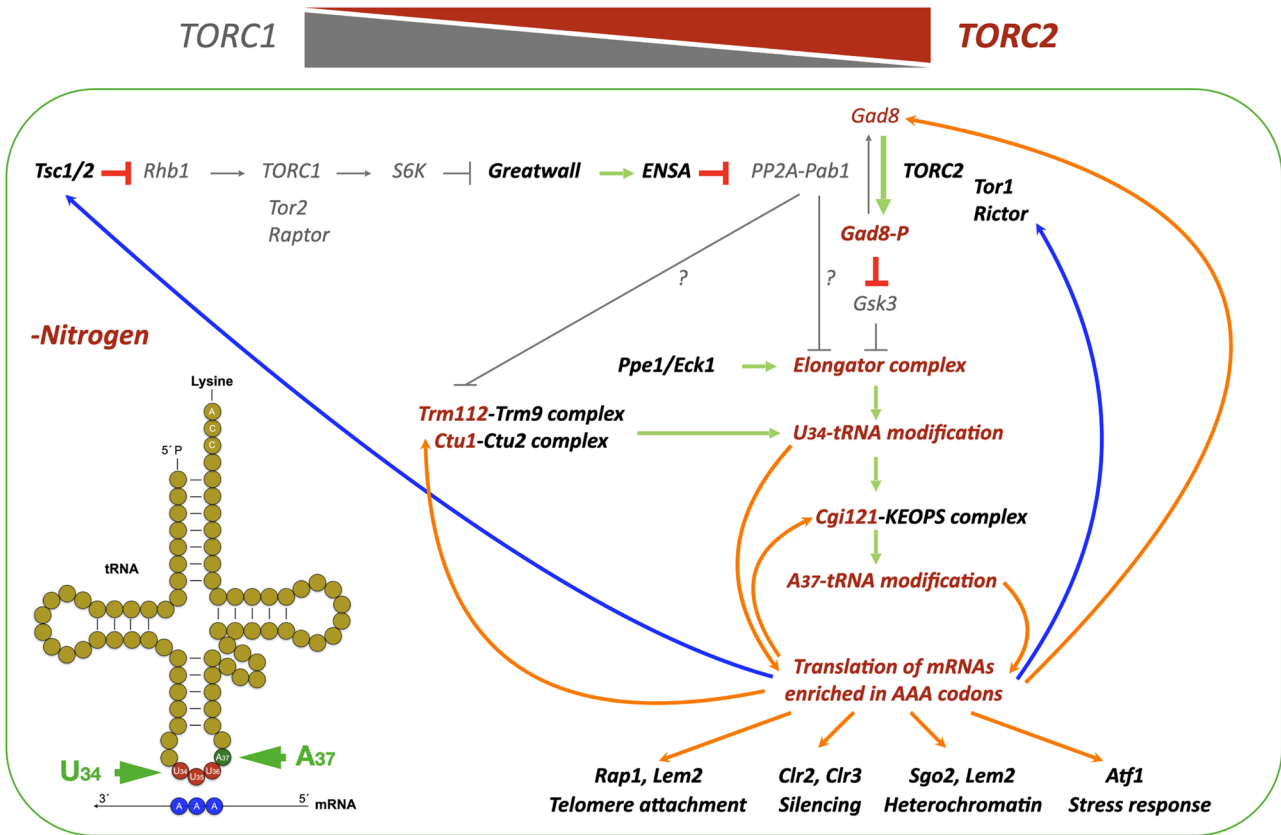 TORC1
TORC2
Gad8
Tsc1/2
Rhb1
TORC1
S6K
Greatwall
ENSA
PP2A-Pab1
TORC2
Tor1
Rictor
Tor2
Raptor
Gad8-P
?
?
Gsk3
-Nitrogen
Ppe1/Eck1
Elongator complex
Lysine
Trm112-Trm9 complex
Ctu1-Ctu2 complex
U34-tRNA modification
A
C
C
5´ P
Cgi121-KEOPS complex
tRNA
A37-tRNA modification
Translation of mRNAs
enriched in AAA codons
U34
A37
U34
U35
U36
A37
3´
A
A
A
5´
mRNA
Rap1, Lem2
Telomere attachment
Clr2, Clr3
Silencing
Sgo2, Lem2
Heterochromatin
Atf1
Stress response